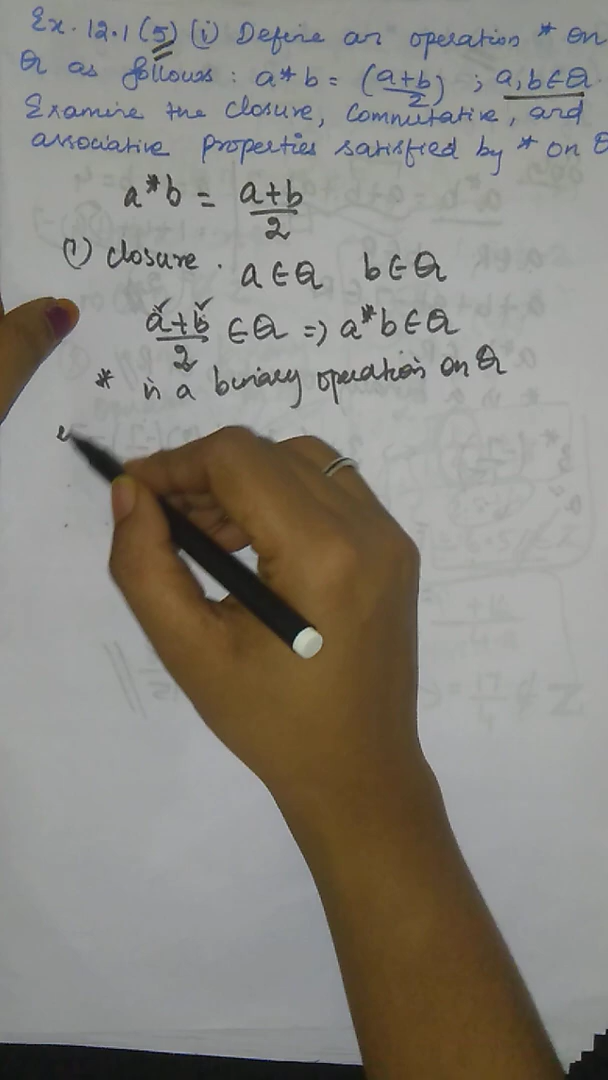 Ex. 12.1 (5) (i) Define an operation * on
Q as follows : a*b = (a+b/2) ; a,b∈Q.
Examine the closure, Commutative, and
associative properties satisfied by * on Q
a*b = a+b/2
(1) closure . a∈Q b∈Q
a+b/2 ∈Q => a*b∈Q
* is a binary operation on Q